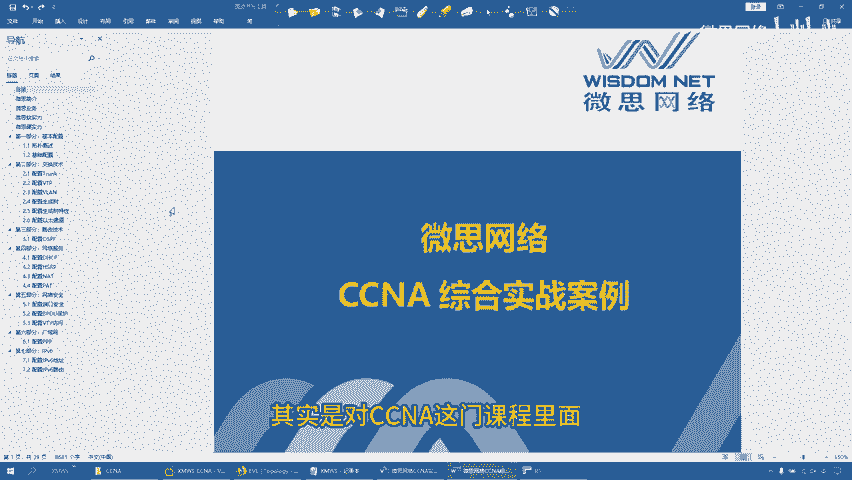 文件 开始 插入 设计 布局 引用 邮件 审阅 视图 帮助
登录
导航
标题 页面 结果
WISDOM NET
微思网络
微思简介
微思业务
第一部分：基本配置
1.1 拓扑概述
1.2 基础配置
第二部分：交换技术
2.1 配置Trunk
2.2 配置VTP
2.3 配置VLAN
2.4 配置生成树
2.5 配置生成树特性
2.6 配置以太通道
第三部分：路由技术
3.1 配置OSPF
第四部分：网络服务
4.1 配置DHCP
4.2 配置HSRP
4.3 配置NAT
4.4 配置PAT
第五部分：网络安全
5.1 配置端口安全
5.2 配置BPDU保护
5.3 配置VTY访问
第六部分：广域网
6.1 配置PPP
第七部分：IPv6
7.1 配置IPv6地址
7.2 配置IPv6路由
微思网络
CCNA 综合实战案例
其实是对CCNA这门课程里面
中文(中国)
CCNA